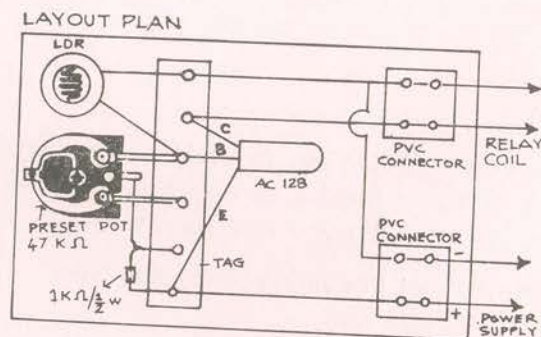 LAYOUT PLAN
LDR
C
B
E
AC 128
PVC
CONNECTOR
RELAY
COIL
PRESET POT
47 KΩ
TAG
1KΩ/½ W
PVC
CONNECTOR
-
+
POWER
SUPPLY